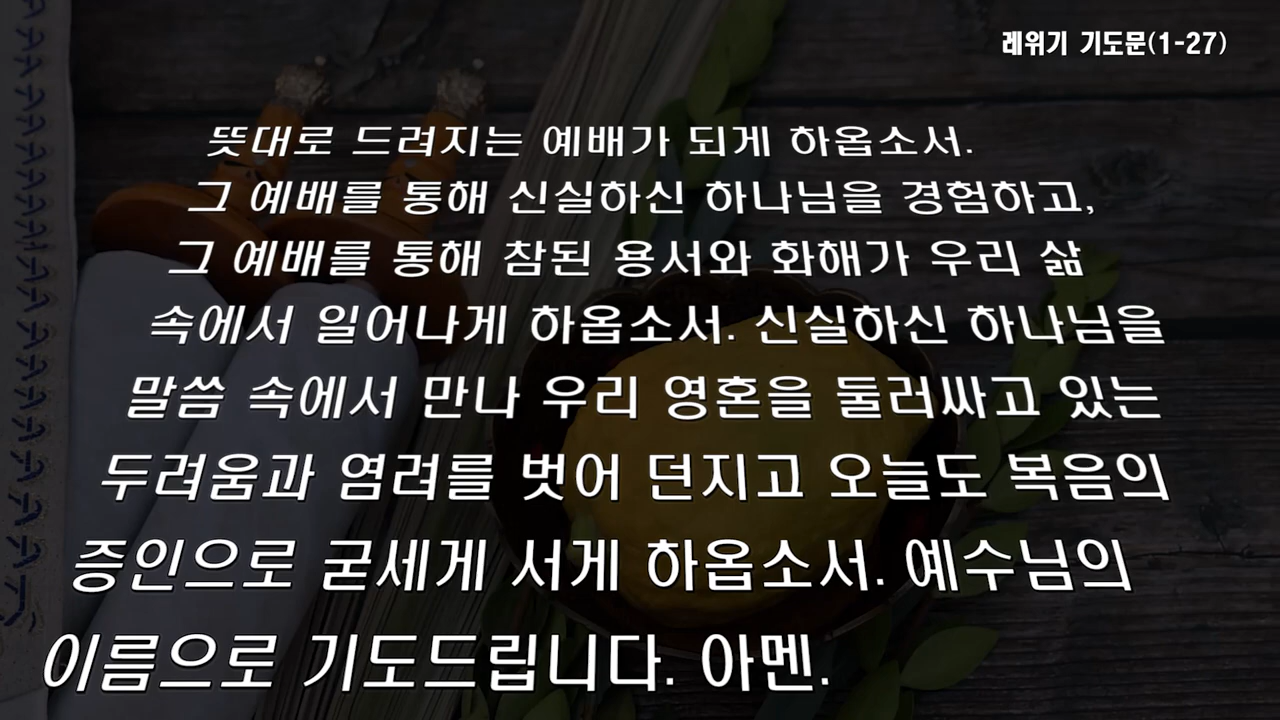 레위기 기도문(1-27)
뜻대로 드려지는 예배가 되게 하옵소서.
그 예배를 통해 신실하신 하나님을 경험하고,
그 예배를 통해 참된 용서와 화해가 우리 삶
속에서 일어나게 하옵소서. 신실하신 하나님을
말씀 속에서 만나 우리 영혼을 둘러싸고 있는
두려움과 염려를 벗어 던지고 오늘도 복음의
증인으로 굳세게 서게 하옵소서. 예수님의
이름으로 기도드립니다. 아멘.